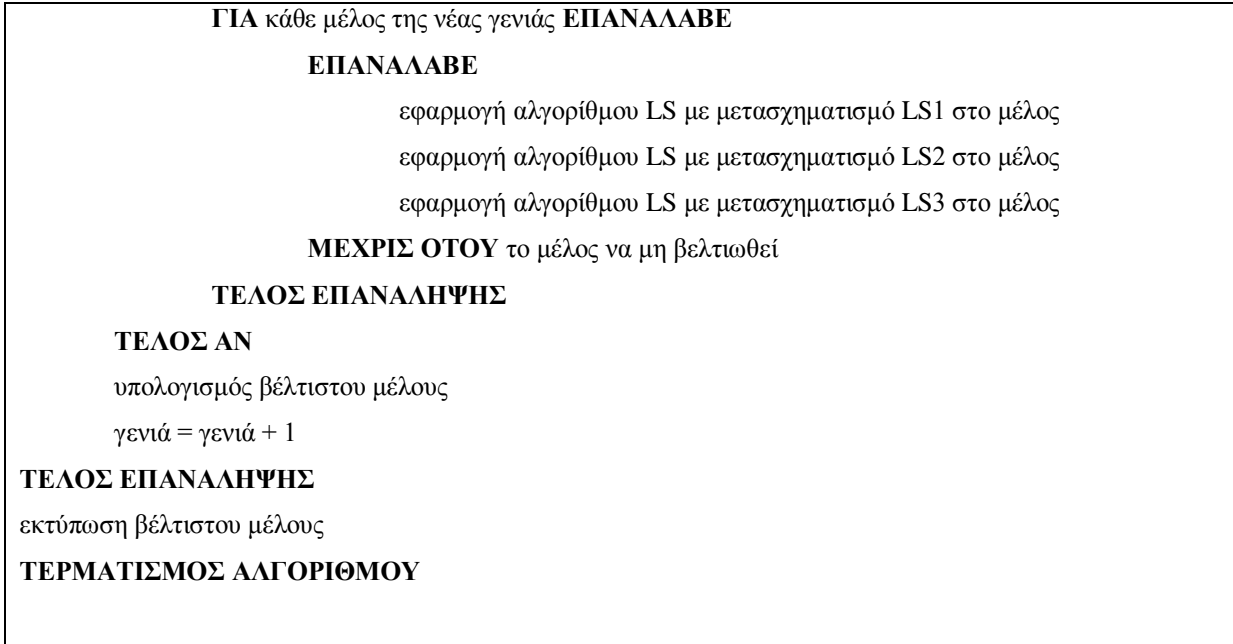 ΓΙΑ κάθε μέλος της νέας γενιάς ΕΠΑΝΑΛΑΒΕ
ΕΠΑΝΑΛΑΒΕ
εφαρμογή αλγορίθμου LS με μετασχηματισμό LS1 στο μέλος
εφαρμογή αλγορίθμου LS με μετασχηματισμό LS2 στο μέλος
εφαρμογή αλγορίθμου LS με μετασχηματισμό LS3 στο μέλος
ΜΕΧΡΙΣ ΟΤΟΥ το μέλος να μη βελτιωθεί
ΤΕΛΟΣ ΕΠΑΝΑΛΗΨΗΣ
ΤΕΛΟΣ ΑΝ
υπολογισμός βέλτιστου μέλους
γενιά = γενιά + 1
ΤΕΛΟΣ ΕΠΑΝΑΛΗΨΗΣ
εκτύπωση βέλτιστου μέλους
ΤΕΡΜΑΤΙΣΜΟΣ ΑΛΓΟΡΙΘΜΟΥ